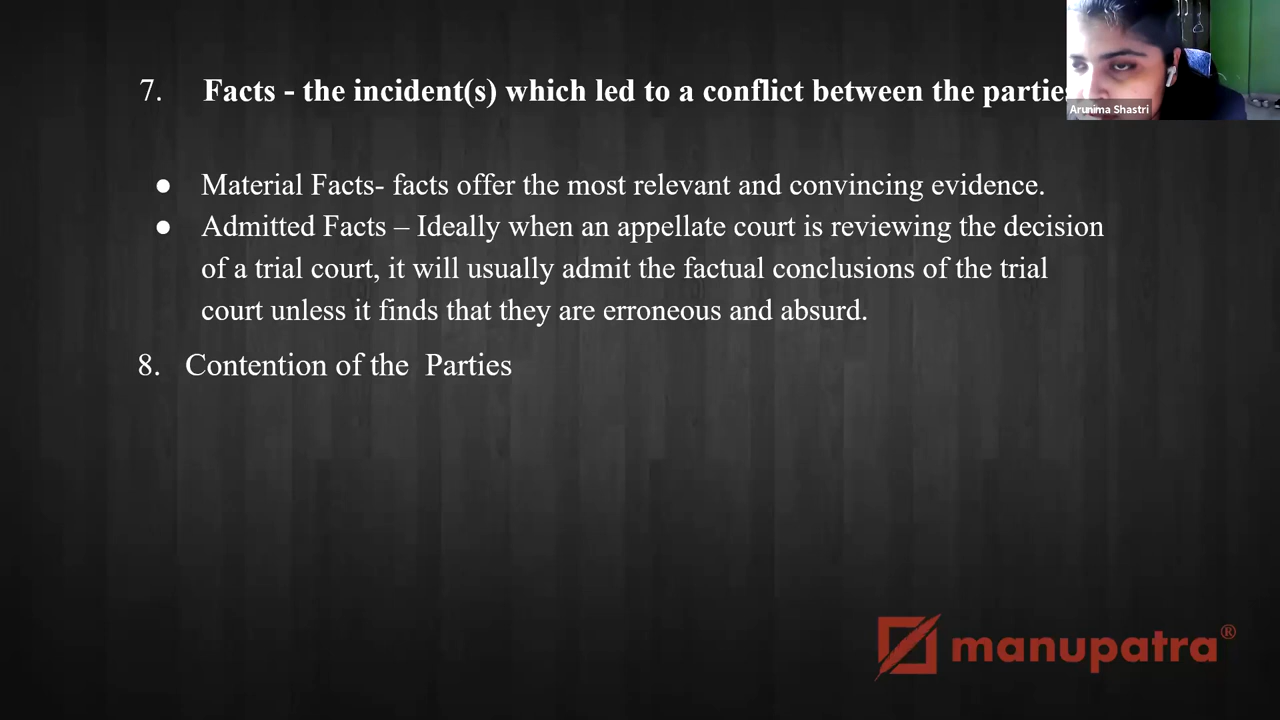 7. Facts - the incident(s) which led to a conflict between the parties
Arunima Shastri
● Material Facts- facts offer the most relevant and convincing evidence.
● Admitted Facts – Ideally when an appellate court is reviewing the decision
of a trial court, it will usually admit the factual conclusions of the trial
court unless it finds that they are erroneous and absurd.
8. Contention of the Parties
manupatra®